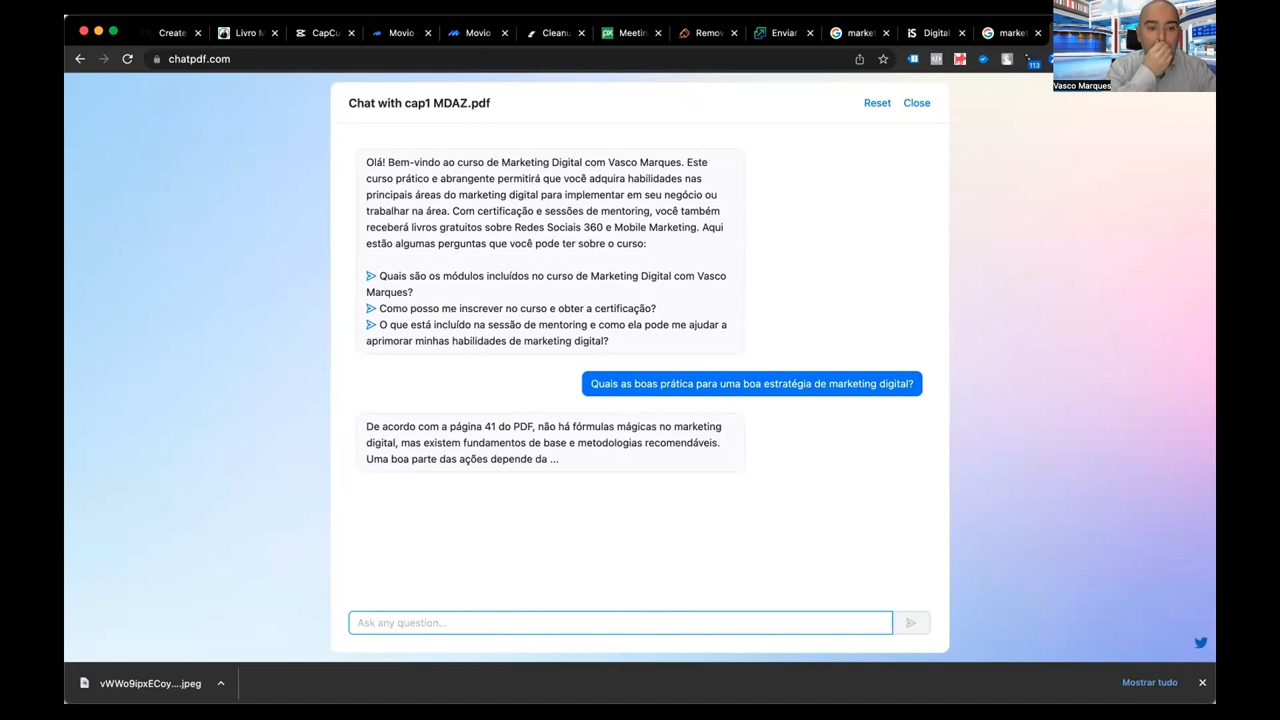 Create
Livro M
CapCu
Movio
Movio
Cleanu
Meetin
Remov
Enviar
market
Digital
market
chatpdf.com
113
Vasco Marques
Chat with cap1 MDAZ.pdf
Reset
Close
Olá! Bem-vindo ao curso de Marketing Digital com Vasco Marques. Este
curso prático e abrangente permitirá que você adquira habilidades nas
principais áreas do marketing digital para implementar em seu negócio ou
trabalhar na área. Com certificação e sessões de mentoring, você também
receberá livros gratuitos sobre Redes Sociais 360 e Mobile Marketing. Aqui
estão algumas perguntas que você pode ter sobre o curso:
Quais são os módulos incluídos no curso de Marketing Digital com Vasco
Marques?
Como posso me inscrever no curso e obter a certificação?
O que está incluído na sessão de mentoring e como ela pode me ajudar a
aprimorar minhas habilidades de marketing digital?
Quais as boas prática para uma boa estratégia de marketing digital?
De acordo com a página 41 do PDF, não há fórmulas mágicas no marketing
digital, mas existem fundamentos de base e metodologias recomendáveis.
Uma boa parte das ações depende da ...
Ask any question...
vWWo9ipxECoy....jpeg
Mostrar tudo